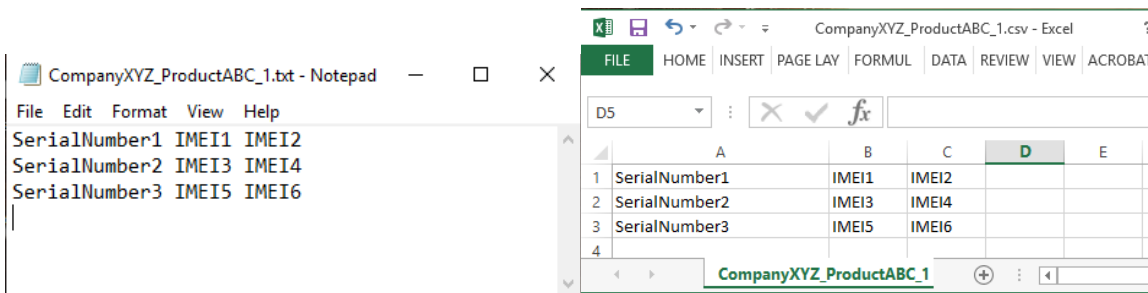 CompanyXYZ_ProductABC_1.txt - Notepad
File Edit Format View Help
SerialNumber1 IMEI1 IMEI2
SerialNumber2 IMEI3 IMEI4
SerialNumber3 IMEI5 IMEI6
CompanyXYZ_ProductABC_1.csv - Excel ?
FILE HOME INSERT PAGE LAY FORMUL DATA REVIEW VIEW ACROBAT
D5 fx
A B C D E
1 SerialNumber1 IMEI1 IMEI2
2 SerialNumber2 IMEI3 IMEI4
3 SerialNumber3 IMEI5 IMEI6
4
CompanyXYZ_ProductABC_1